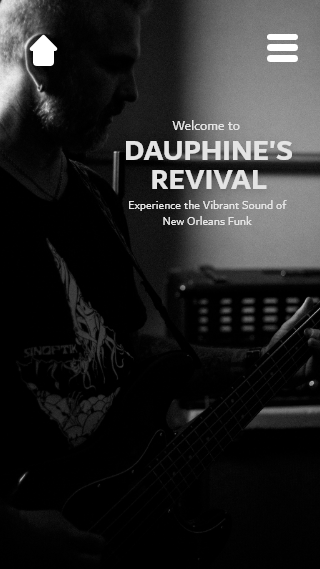 Welcome to
DAUPHINE'S
REVIVAL
Experience the Vibrant Sound of
New Orleans Funk